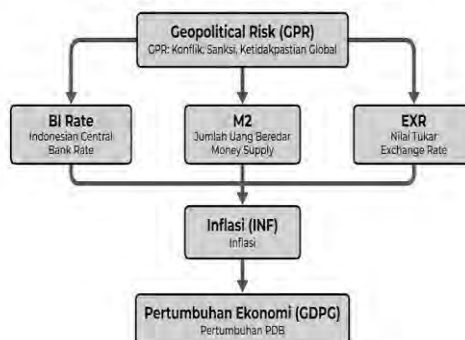 Geopolitical Risk (GPR)
GPR: Konflik, Sanksi, Ketidakpastian Global
BI Rate
Indonesian Central
Bank Rate
M2
Jumlah Uang Beredar
Money Supply
EXR
Nilai Tukar
Exchange Rate
Inflasi (INF)
Inflasi
Pertumbuhan Ekonomi (GDPG)
Pertumbuhan PDB